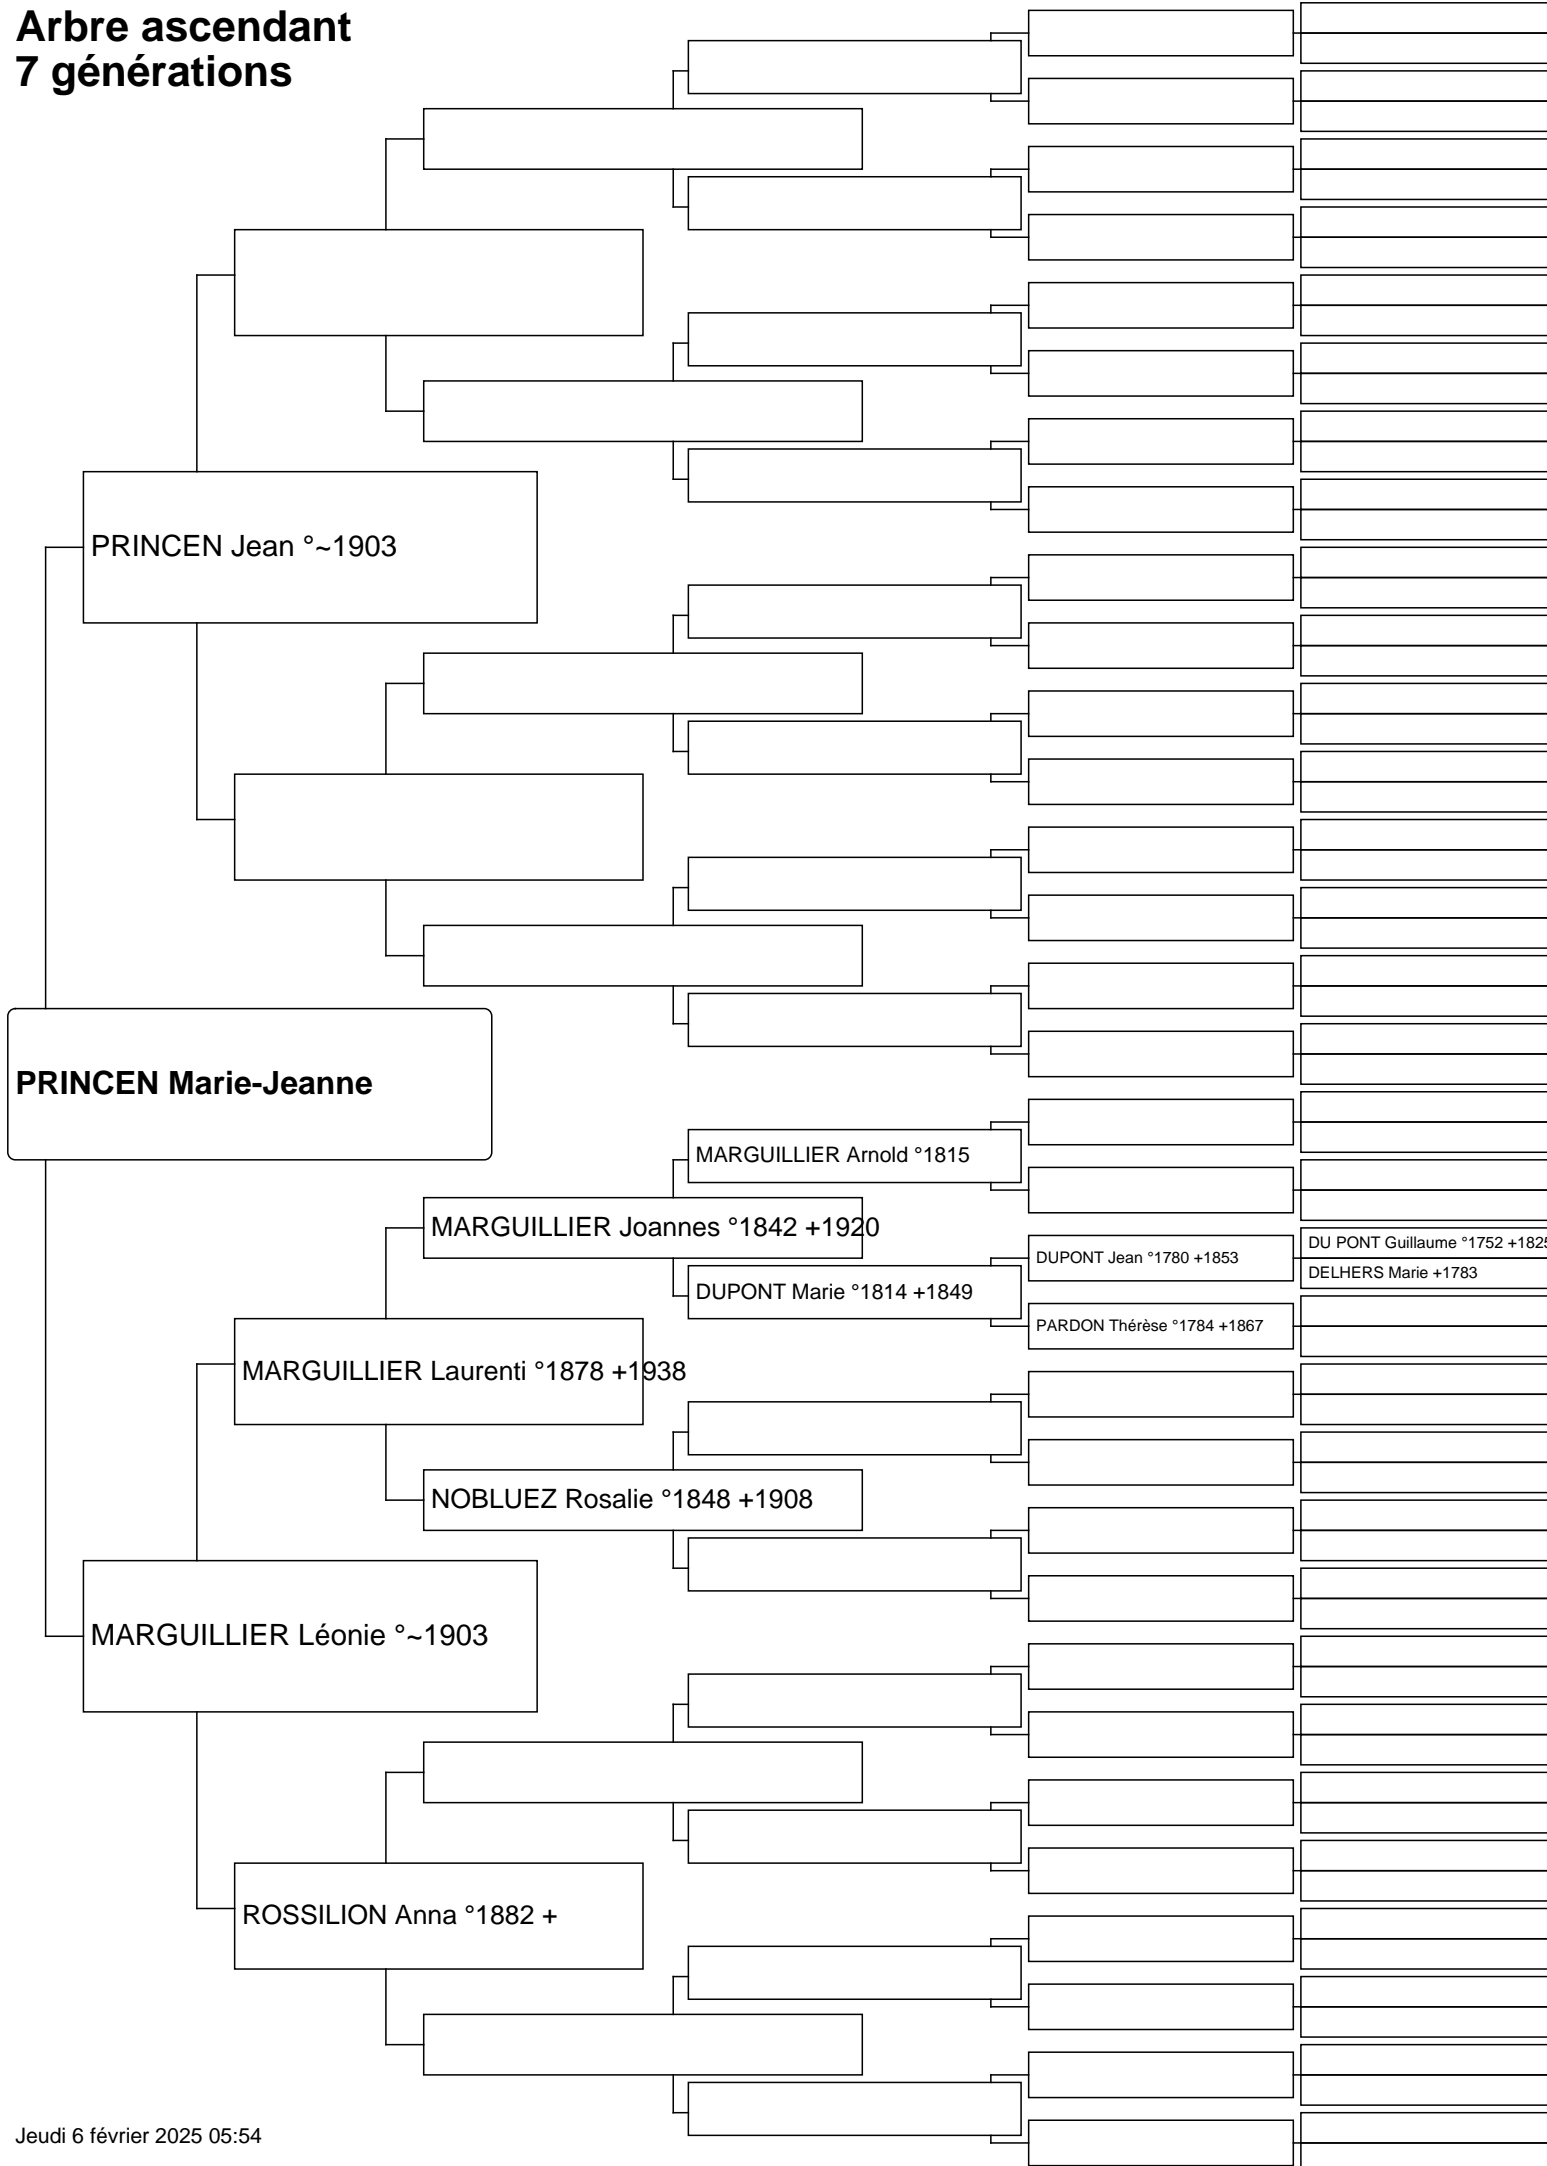 Arbre ascendant
7 générations
PRINCEN Jean °~1903
PRINCEN Marie-Jeanne
MARGUILLIER Arnold °1815
MARGUILLIER Joannes °1842 +1920
DU PONT Guillaume °1752 +1825
DUPONT Jean °1780 +1853
DELHERS Marie +1783
DUPONT Marie °1814 +1849
PARDON Thérèse °1784 +1867
MARGUILLIER Laurenti °1878 +1938
NOBLUEZ Rosalie °1848 +1908
MARGUILLIER Léonie °~1903
ROSSILION Anna °1882 +
Jeudi 6 février 2025 05:54